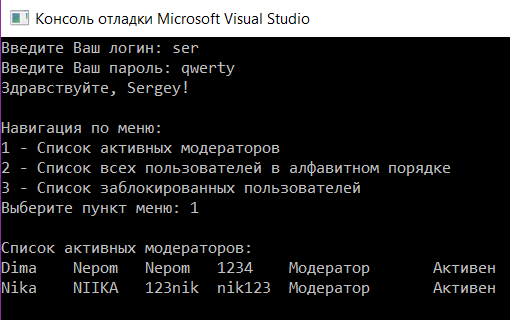 Консоль отладки Microsoft Visual Studio
Введите Ваш логин: ser
Введите Ваш пароль: qwerty
Здравствуйте, Sergey!
Навигация по меню:
1 - Список активных модераторов
2 - Список всех пользователей в алфавитном порядке
3 - Список заблокированных пользователей
Выберите пункт меню: 1
Список активных модераторов:
Dima Nepom Nepom 1234 Модератор Активен
Nika NIIKA 123nik nik123 Модератор Активен